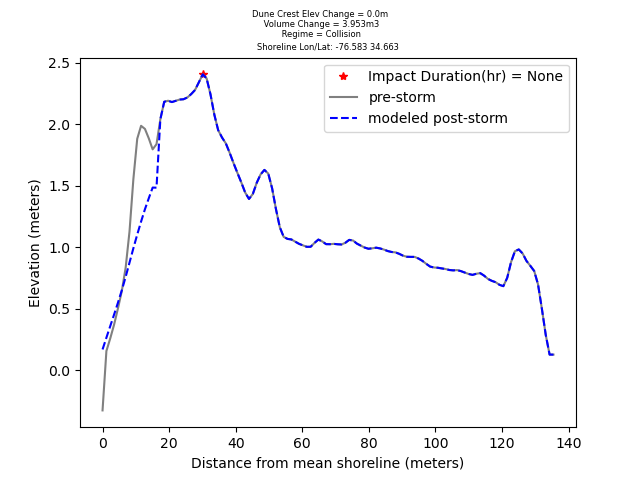 Dune Crest Elev Change = 0.0m
Volume Change = 3.953m3
Regime = Collision
Shoreline Lon/Lat: -76.583 34.663
Impact Duration(hr) = None
pre-storm
modeled post-storm
Elevation (meters)
2.5
2.0
1.5
1.0
0.5
0.0
0 20 40 60 80 100 120 140
Distance from mean shoreline (meters)